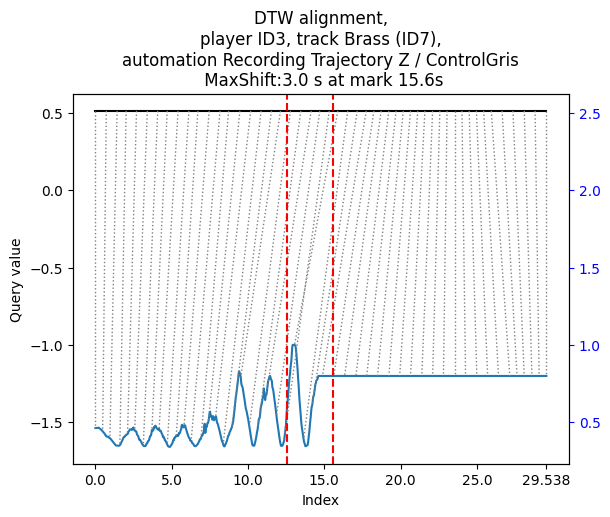 DTW alignment,
player ID3, track Brass (ID7),
automation Recording Trajectory Z / ControlGris
MaxShift:3.0 s at mark 15.6s
0.5
0.0
−0.5
−1.0
−1.5
Query value
2.5
2.0
1.5
1.0
0.5
0.0 5.0 10.0 15.0 20.0 25.0 29.538
Index